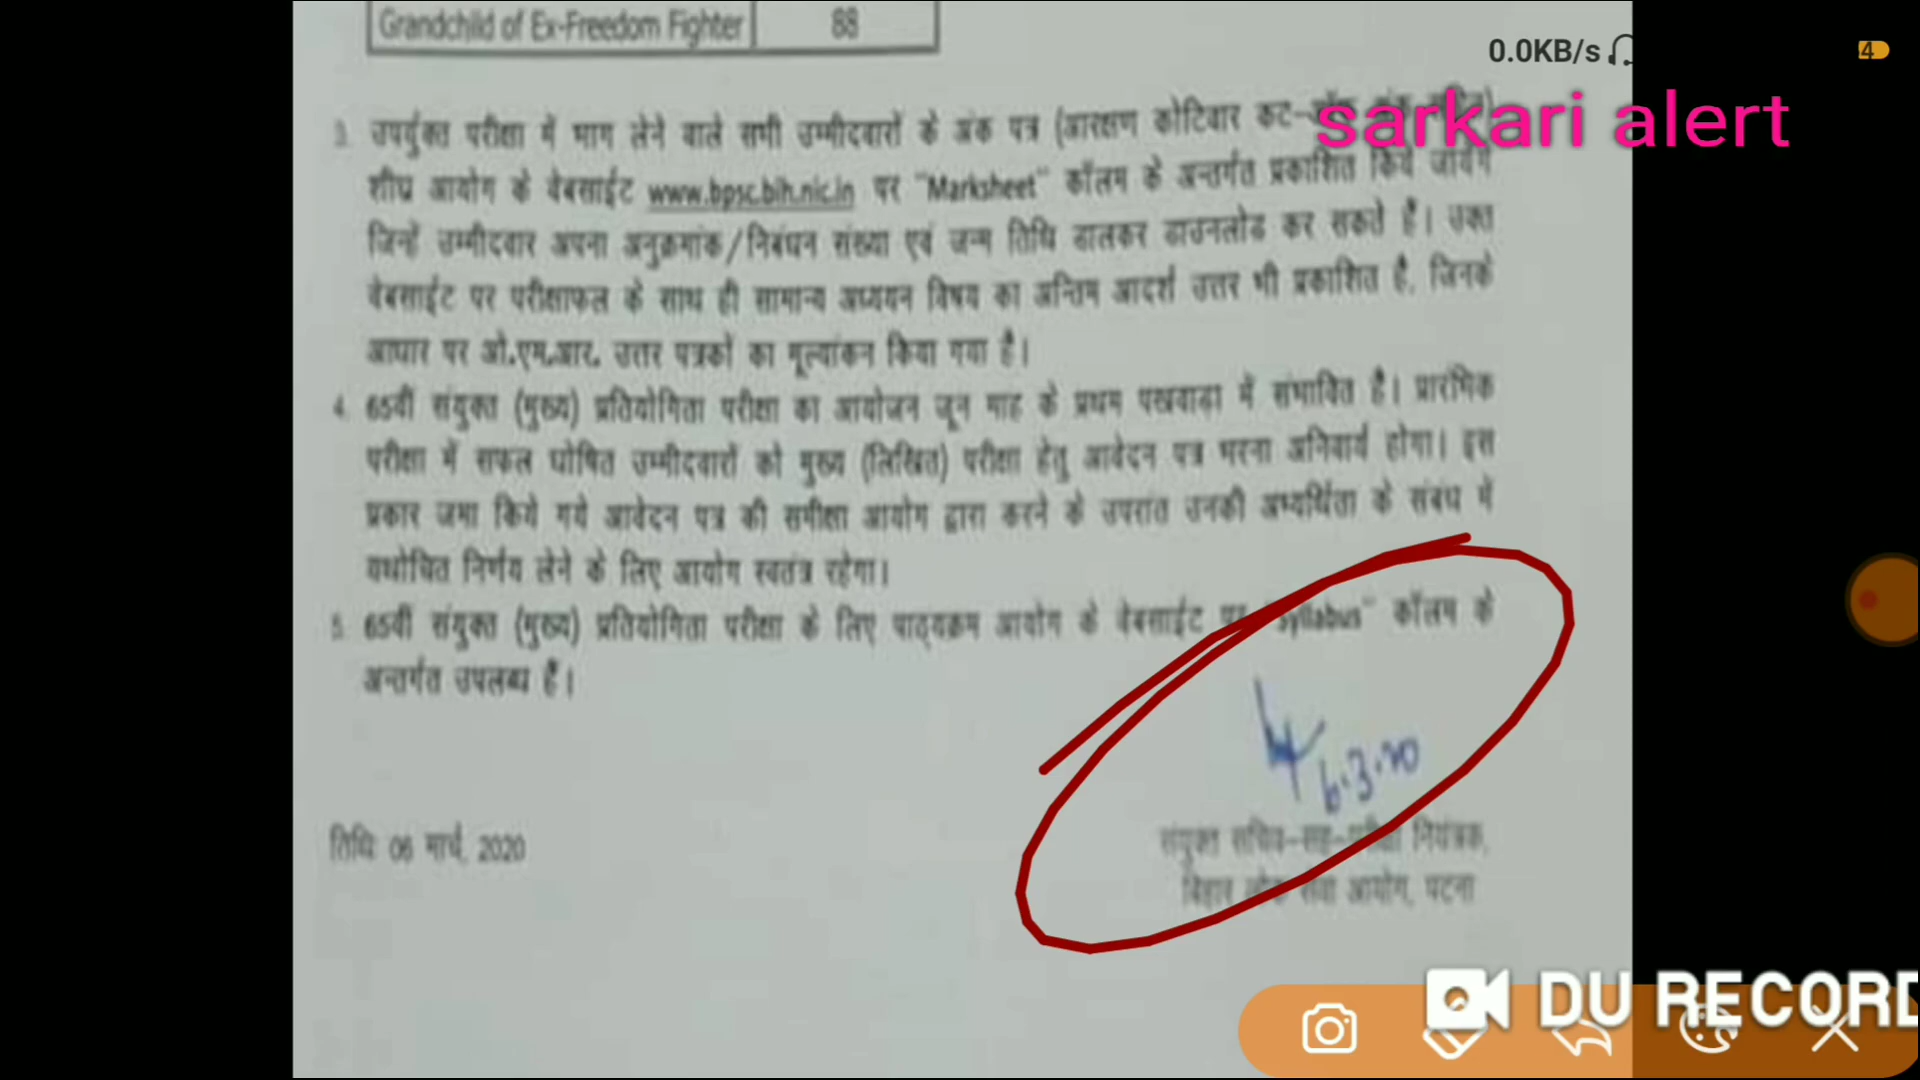 Grandchild of Ex-Freedom Fighter 88
0.0KB/s
4
sarkari alert
3. उपर्युक्त परीक्षा में भाग लेने वाले सभी उम्मीदवारों के अंक पत्र (आरक्षण कोटिवार कट-
शीघ्र आयोग के वेबसाईट www.bpsc.bih.nic.in पर "Marksheet" कॉलम के अन्तर्गत प्रकाशित किये जायेंगे
जिन्हें उम्मीदवार अपना अनुक्रमांक/निबंधन संख्या एवं जन्म तिथि डालकर डाउनलोड कर सकते हैं। उक्त
वेबसाईट पर परीक्षाफल के साथ ही सामान्य अध्ययन विषय का अन्तिम आदर्श उत्तर भी प्रकाशित है, जिनके
आधार पर ओ.एम.आर. उत्तर पत्रकों का मूल्यांकन किया गया है।
4. 65वीं संयुक्त (मुख्य) प्रतियोगिता परीक्षा का आयोजन जून माह के प्रथम पखवाड़ा में संभावित है। प्रारंभिक
परीक्षा में सफल घोषित उम्मीदवारों को मुख्य (लिखित) परीक्षा हेतु आवेदन पत्र भरना अनिवार्य होगा। इस
प्रकार जमा किये गये आवेदन पत्र की समीक्षा आयोग द्वारा करने के उपरांत उनकी अभ्यर्थिता के संबंध में
यथोचित निर्णय लेने के लिए आयोग स्वतंत्र रहेगा।
5. 65वीं संयुक्त (मुख्य) प्रतियोगिता परीक्षा के लिए पाठ्यक्रम आयोग के वेबसाईट पर "Syllabus" कॉलम के
अन्तर्गत उपलब्ध हैं।
6.3.20
तिथि: 06 मार्च, 2020
संयुक्त सचिव-सह-परीक्षा नियंत्रक,
बिहार लोक सेवा आयोग, पटना
DU RECORD